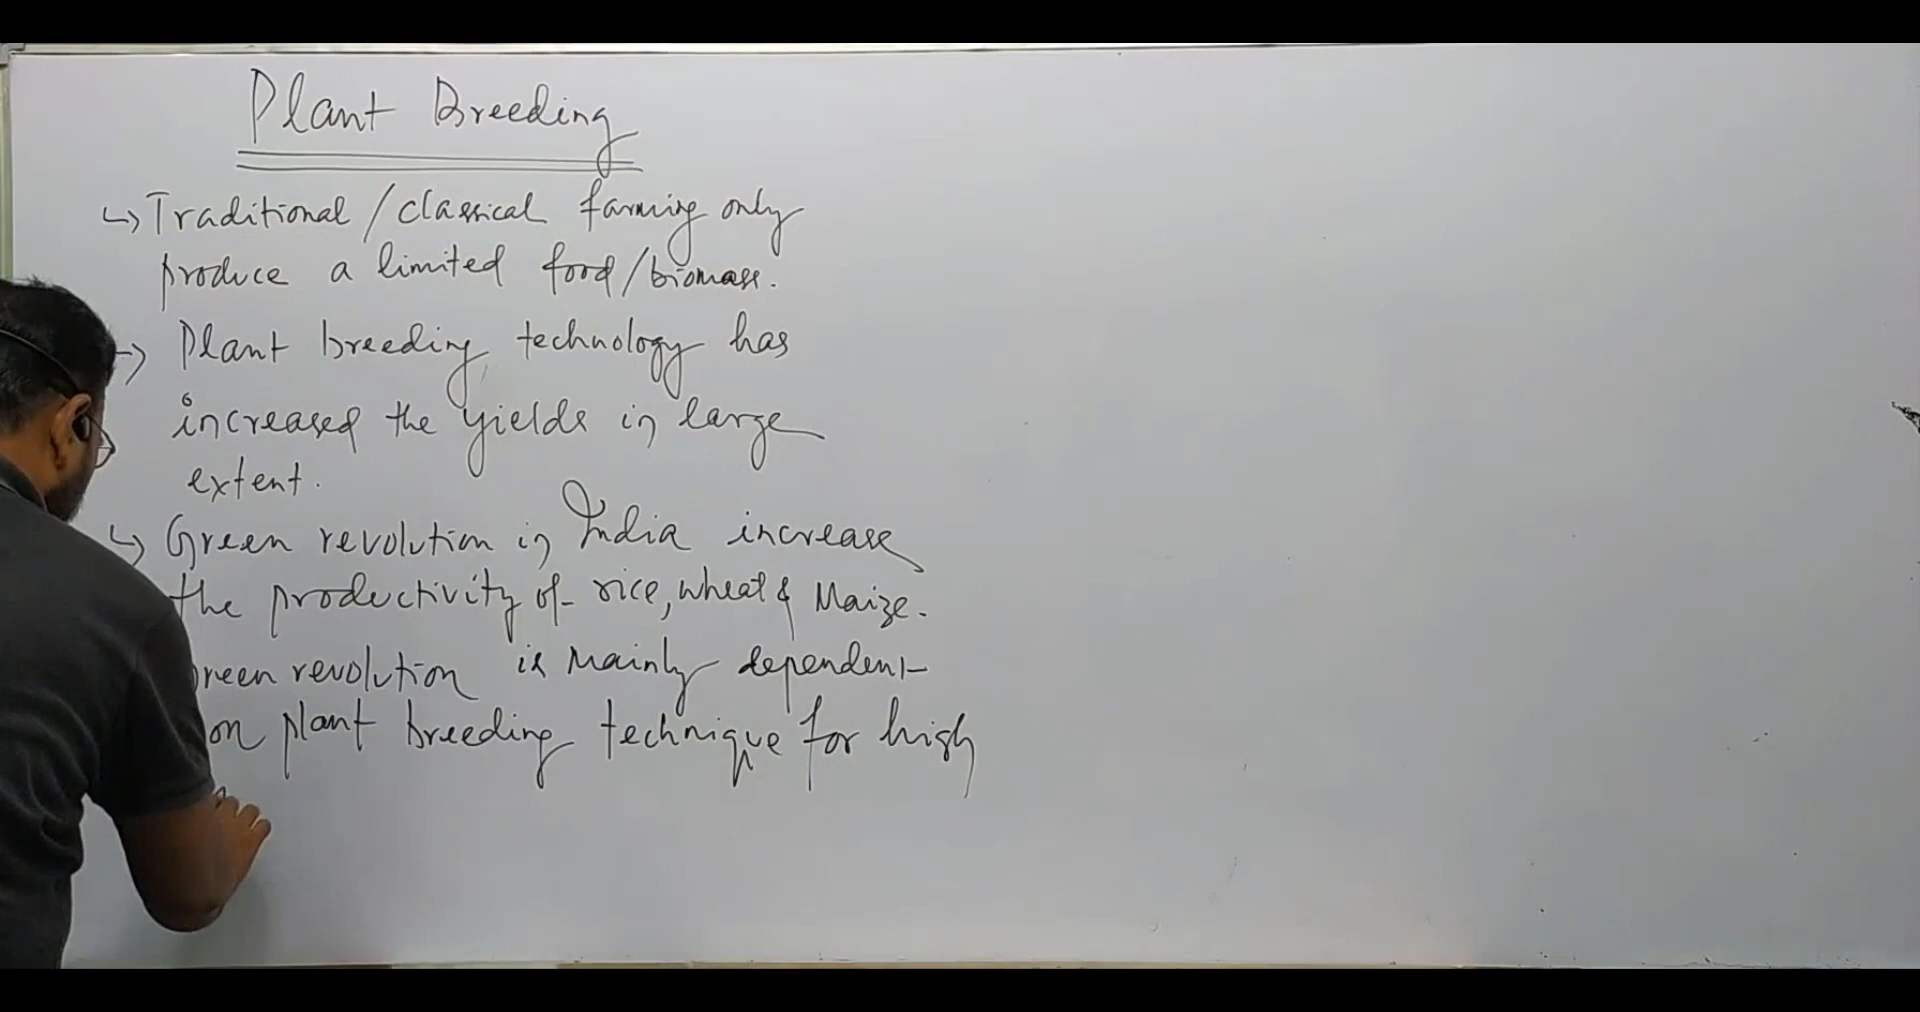 Plant Breeding
↳ Traditional / classical farming only
produce a limited food/biomass.
→ Plant breeding technology has
increased the yields in large
extent.
↳ Green revolution in India increase
the productivity of rice, wheat & Maize.
Green revolution is mainly dependent
on plant breeding technique for high